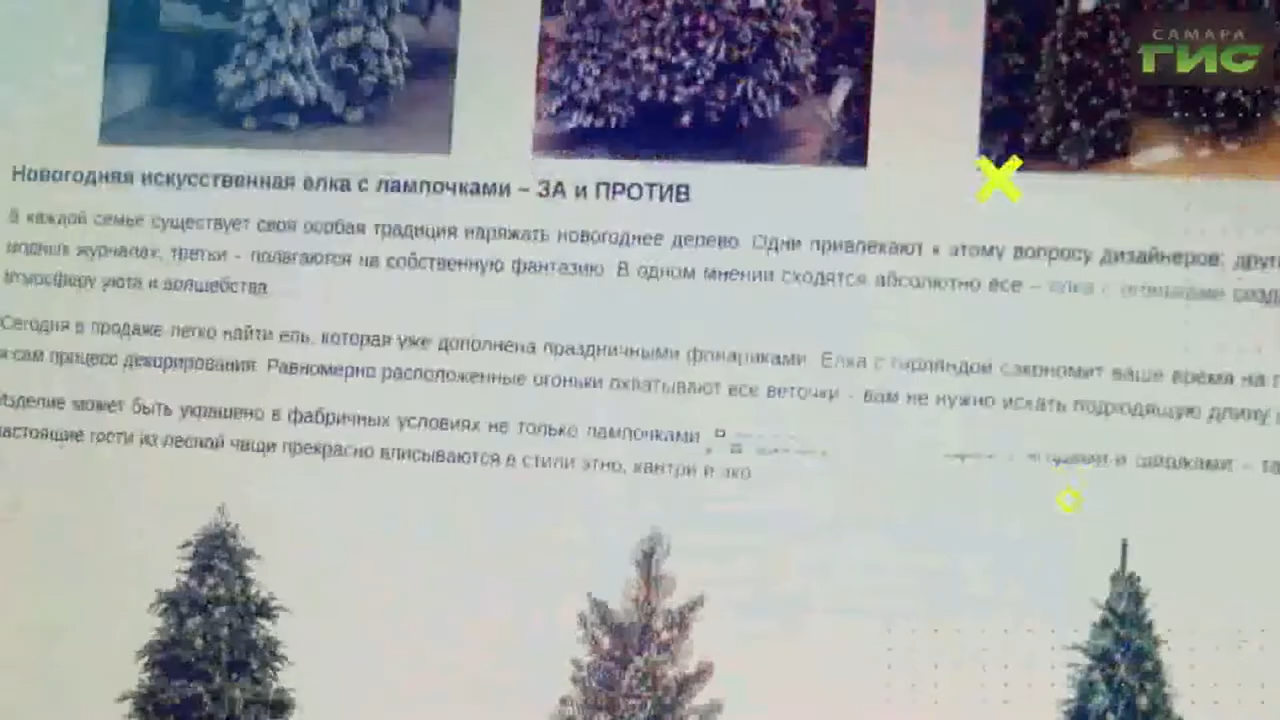 САМАРА
ГИС
Новогодняя искусственная елка с лампочками – ЗА и ПРОТИВ
В каждой семье существует своя особая традиция наряжать новогоднее дерево. Одни привлекают к этому вопросу дизайнеров, други
модных журналах, третьи - полагаются на собственную фантазию. В одном мнении сходятся абсолютно все –
атмосферу уюта и волшебства
Сегодня в продаже легко найти ель, которая уже дополнена праздничными фонариками. Елка с гирляндой сэкономит ваше время на п
и сам процесс декорирования. Равномерно расположенные огоньки охватывают все веточки - вам не нужно искать подходящую длину
Изделие может быть украшено в фабричных условиях не только лампочками
настоящие гости из лесной чащи прекрасно вписываются в стили этно, кантри и эко